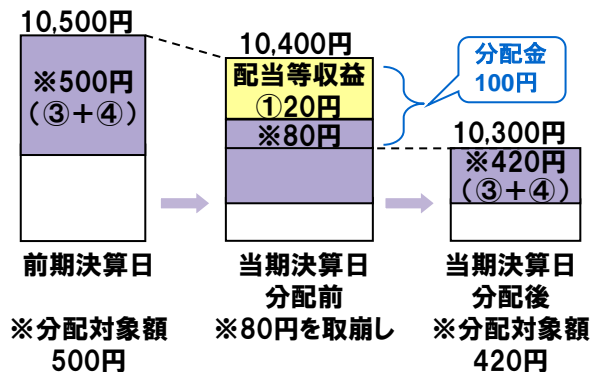 10,500円
※500円
（③＋④）
前期決算日
※分配対象額
500円
10,400円
配当等収益
①20円
※80円
当期決算日
分配前
※80円を取崩し
分配金
100円
10,300円
※420円
（③＋④）
当期決算日
分配後
※分配対象額
420円